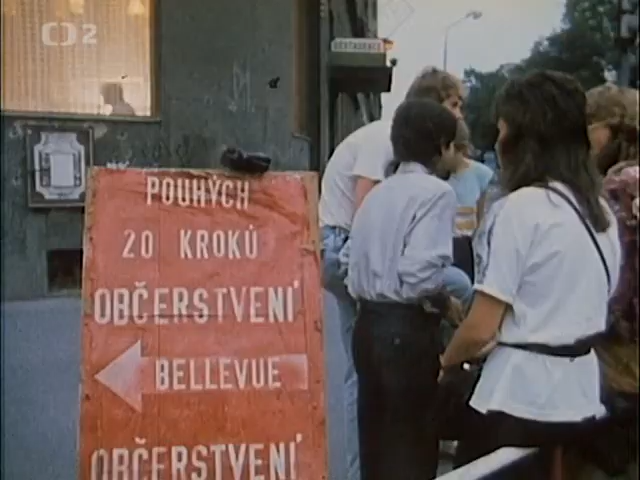 ČT2
RESTAURACE
POUHÝCH
20 KROKŮ
OBČERSTVENÍ
BELLEVUE
OBČERSTVENÍ